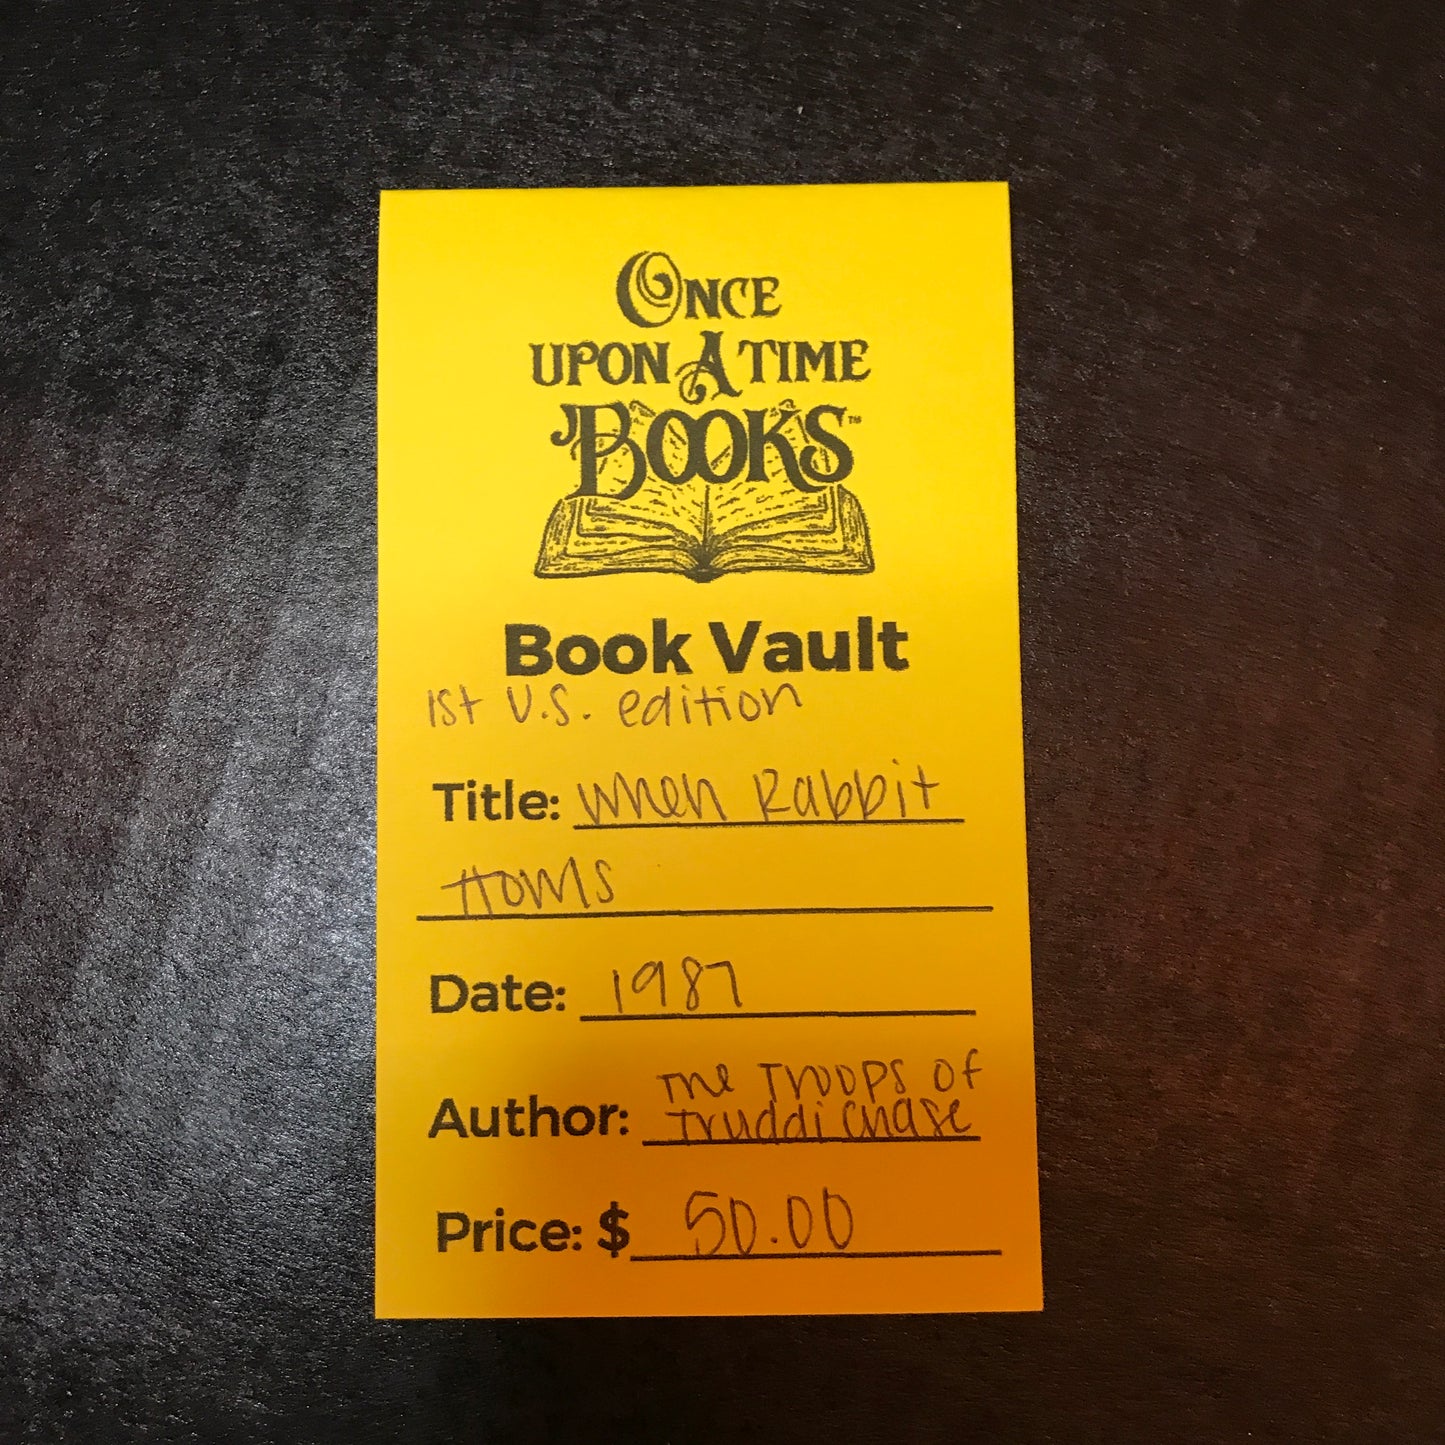 ONCE
UPON A TIME
BOOKS™
Book Vault
1st U.S. edition
Title: When Rabbit
Howls
Date: 1987
Author: The Troops of
Truddi Chase
Price: $ 50.00